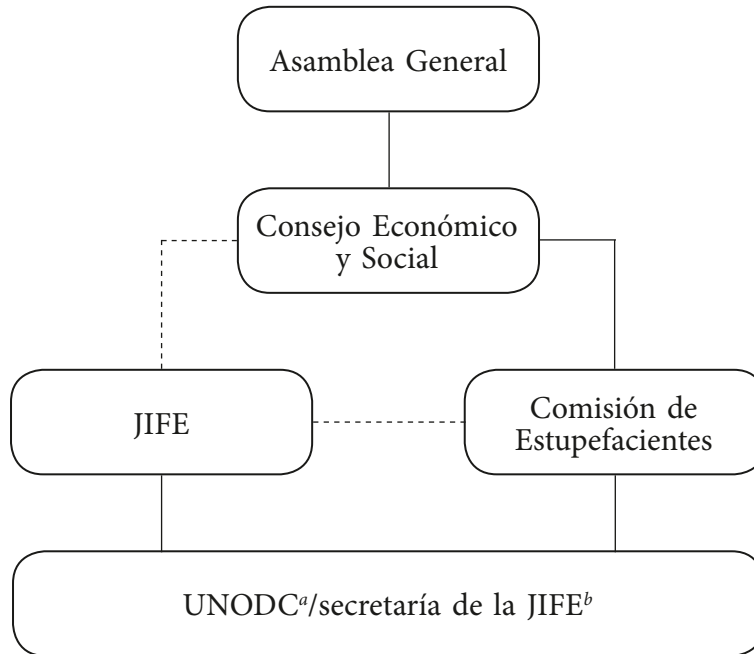 Asamblea General
Consejo Económico
y Social
JIFE
Comisión de
Estupefacientes
UNODCa/secretaría de la JIFEb